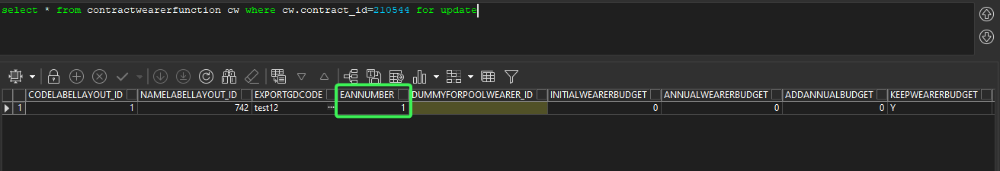 select * from contractwearerfunction cw where cw.contract_id=210544 for update
CODELABELLAYOUT_ID NAMELABELLAYOUT_ID EXPORTGDCODE EANNUMBER DUMMYFORPOOLWEARER_ID INITIALWEARERBUDGET ANNUALWEARERBUDGET ADDANNUALBUDGET KEEPWEARERBUDGET
1 1 742 test12 ··· 1 0 0 0 Y